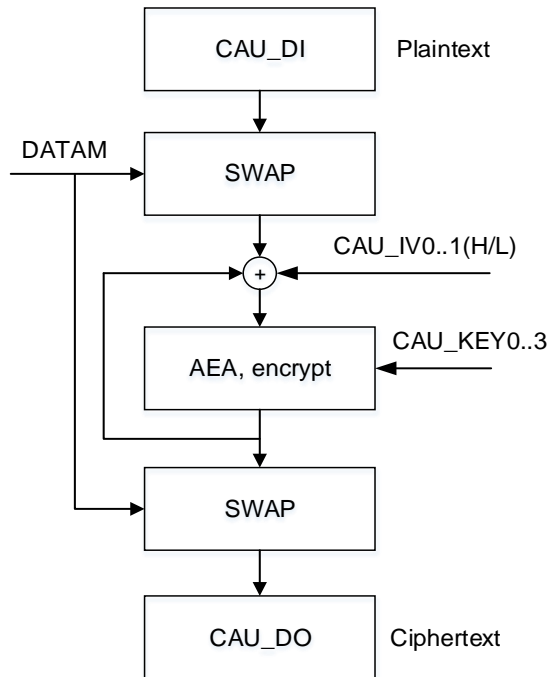 CAU_DI
Plaintext
DATAM
SWAP
CAU_IV0..1(H/L)
+
CAU_KEY0..3
AEA, encrypt
SWAP
CAU_DO
Ciphertext